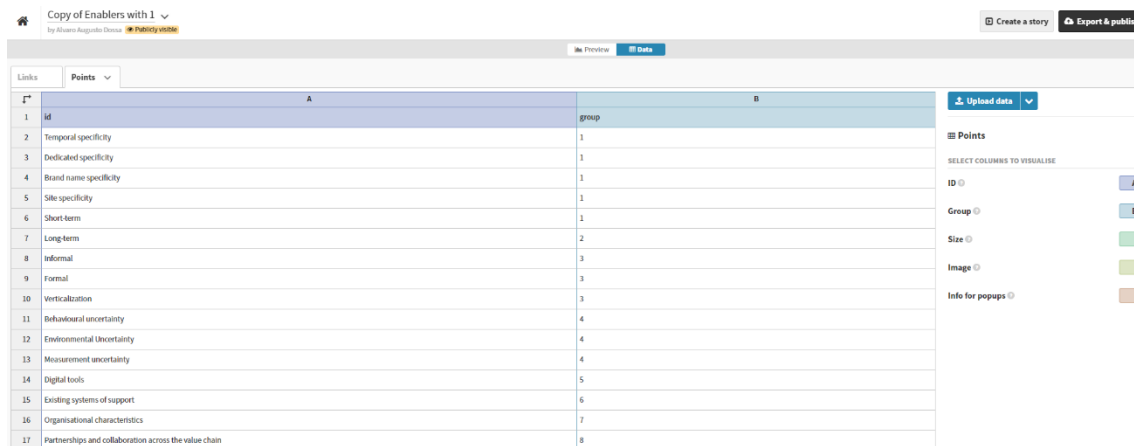 Copy of Enablers with 1
by Alvaro Augusto Dossa Publicly visible
Create a story
Export & publis
Preview Data
Links Points
A B
1 id group
2 Temporal specificity 1
3 Dedicated specificity 1
4 Brand name specificity 1
5 Site specificity 1
6 Short-term 1
7 Long-term 2
8 Informal 3
9 Formal 3
10 Verticalization 3
11 Behavioural uncertainty 4
12 Environmental Uncertainty 4
13 Measurement uncertainty 4
14 Digital tools 5
15 Existing systems of support 6
16 Organisational characteristics 7
17 Partnerships and collaboration across the value chain 8
Upload data
Points
SELECT COLUMNS TO VISUALISE
ID
Group
Size
Image
Info for popups